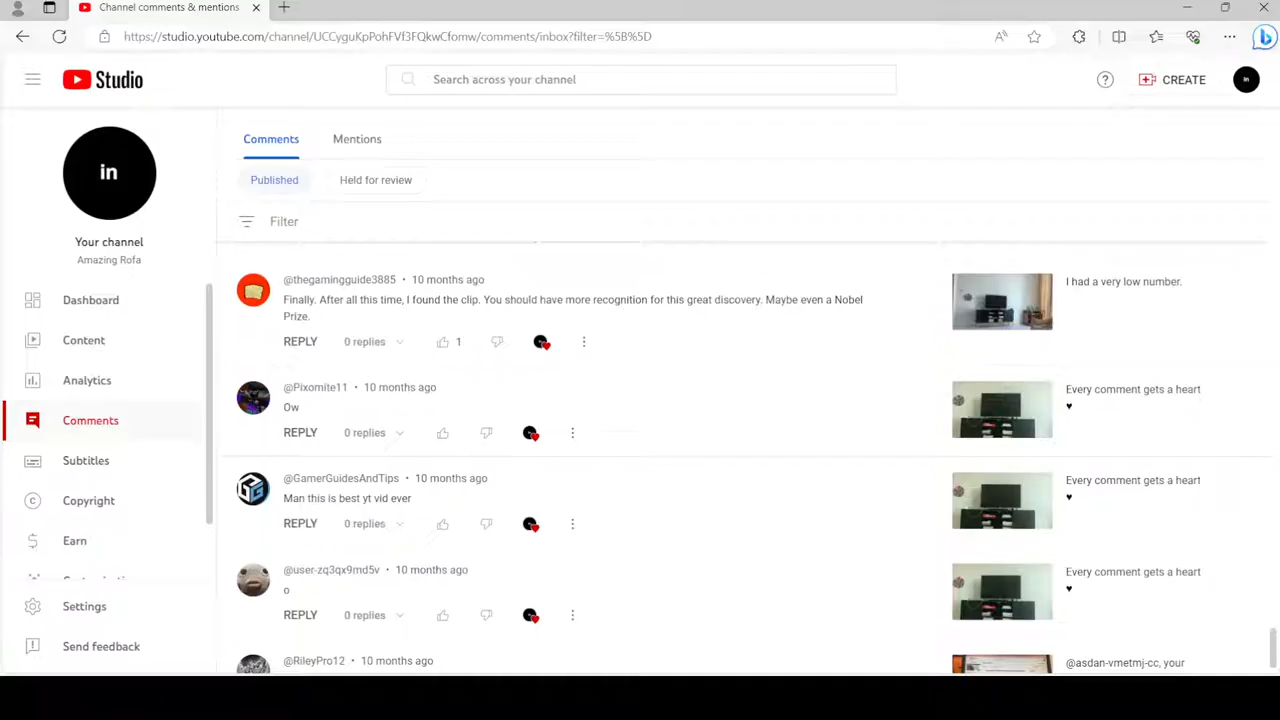 Channel comments & mentions
https://studio.youtube.com/channel/UCCyguKpPohFVf3FQkwCfomw/comments/inbox?filter=%5B%5D
Studio
Search across your channel
CREATE
in
in
Your channel
Amazing Rofa
Dashboard
Content
Analytics
Comments
Subtitles
Copyright
Earn
Settings
Send feedback
Comments Mentions
Published Held for review
Filter
@thegamingguide3885 • 10 months ago
Finally. After all this time, I found the clip. You should have more recognition for this great discovery. Maybe even a Nobel
Prize.
REPLY 0 replies 1
I had a very low number.
@Pixomite11 • 10 months ago
Ow
REPLY 0 replies
Every comment gets a heart
♥
@GamerGuidesAndTips • 10 months ago
Man this is best yt vid ever
REPLY 0 replies
Every comment gets a heart
♥
@user-zq3qx9md5v • 10 months ago
o
REPLY 0 replies
Every comment gets a heart
♥
@RileyPro12 • 10 months ago
@asdan-vmetmj-cc, your